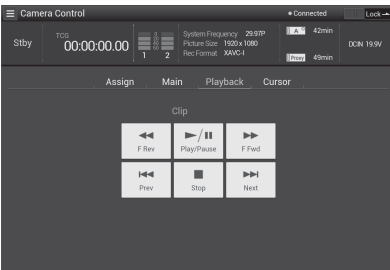 Camera Control
Connected
Lock
Stby
TCG
00:00:00.00
1 2
System Frequency 29.97P
Picture Size 1920 x 1080
Rec Format XAVC-I
A 42min
Proxy 49min
DCIN 19.9V
Assign Main Playback Cursor
Clip
F Rev Play/Pause F Fwd
Prev Stop Next